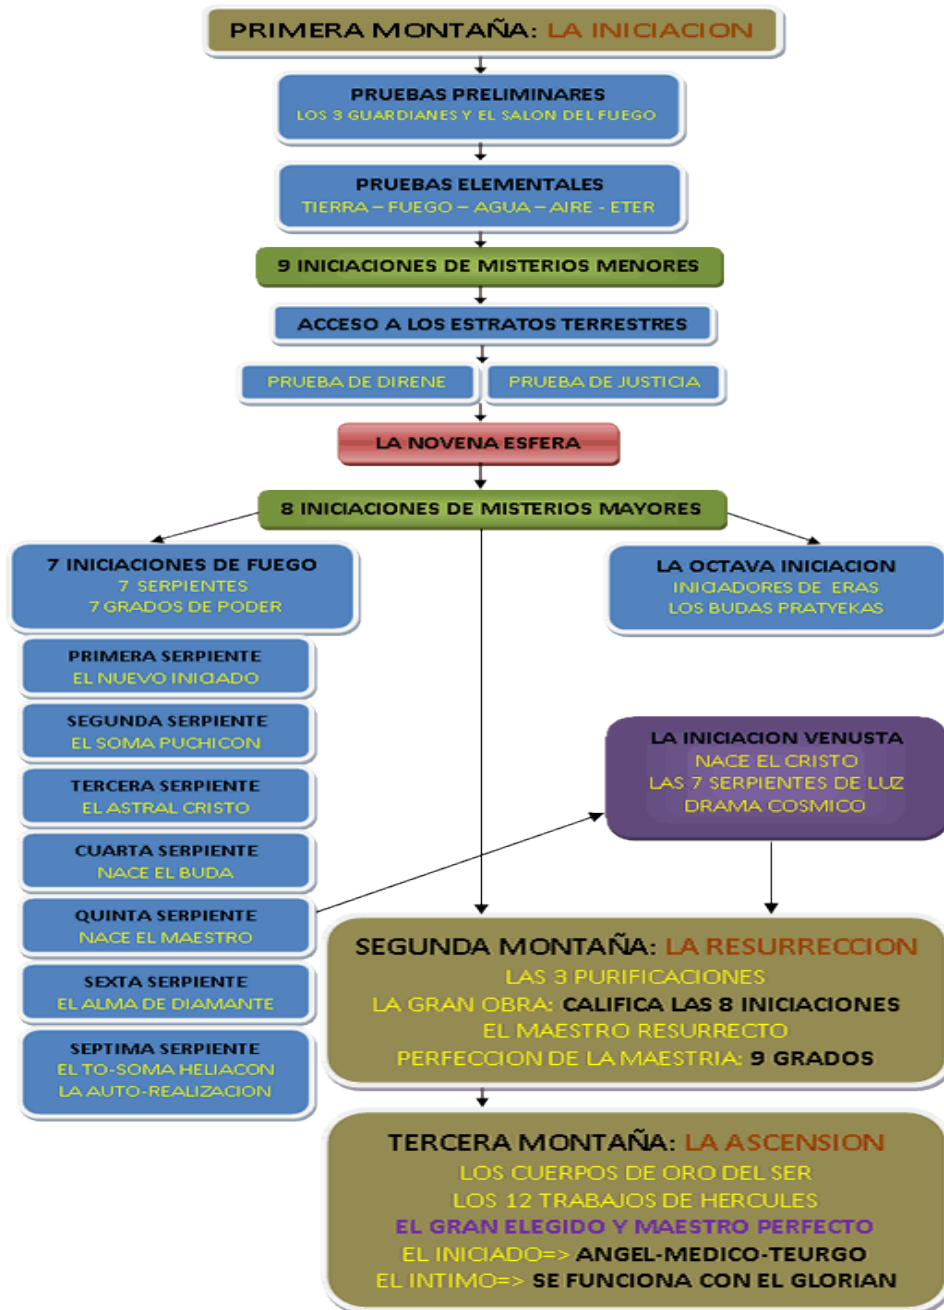 PRIMERA MONTAÑA: LA INICIACION
PRUEBAS PRELIMINARES
LOS 3 GUARDIANES Y EL SALON DEL FUEGO
PRUEBAS ELEMENTALES
TIERRA – FUEGO – AGUA – AIRE - ETER
9 INICIACIONES DE MISTERIOS MENORES
ACCESO A LOS ESTRATOS TERRESTRES
PRUEBA DE DIRENE
PRUEBA DE JUSTICIA
LA NOVENA ESFERA
8 INICIACIONES DE MISTERIOS MAYORES
7 INICIACIONES DE FUEGO
7 SERPIENTES
7 GRADOS DE PODER
LA OCTAVA INICIACION
INICIADORES DE ERAS
LOS BUDAS PRATYEKAS
PRIMERA SERPIENTE
EL NUEVO INICIADO
SEGUNDA SERPIENTE
EL SOMA PUCHICON
TERCERA SERPIENTE
EL ASTRAL CRISTO
CUARTA SERPIENTE
NACE EL BUDA
QUINTA SERPIENTE
NACE EL MAESTRO
SEXTA SERPIENTE
EL ALMA DE DIAMANTE
SEPTIMA SERPIENTE
EL TO-SOMA HELIACON
LA AUTO-REALIZACION
LA INICIACION VENUSTA
NACE EL CRISTO
LAS 7 SERPIENTES DE LUZ
DRAMA COSMICO
SEGUNDA MONTAÑA: LA RESURRECCION
LAS 3 PURIFICACIONES
LA GRAN OBRA: CALIFICA LAS 8 INICIACIONES
EL MAESTRO RESURRECTO
PERFECCION DE LA MAESTRIA: 9 GRADOS
TERCERA MONTAÑA: LA ASCENSION
LOS CUERPOS DE ORO DEL SER
LOS 12 TRABAJOS DE HERCULES
EL GRAN ELEGIDO Y MAESTRO PERFECTO
EL INICIADO=> ANGEL-MEDICO-TEURGO
EL INTIMO=> SE FUNCIONA CON EL GLORIAN